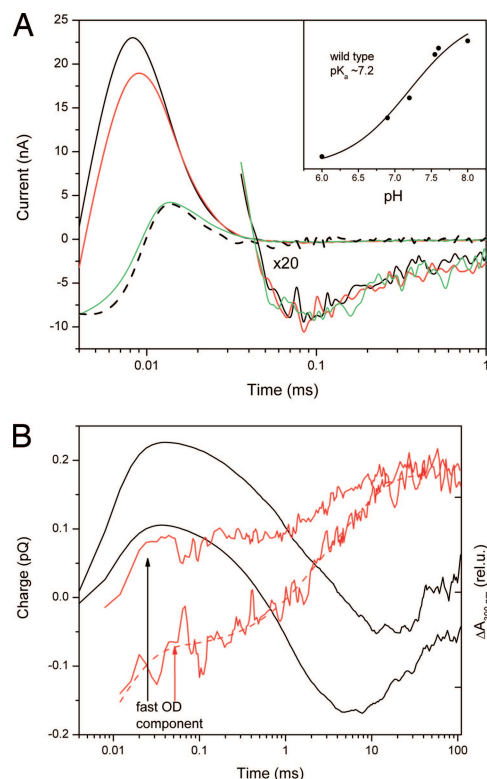 A
25
20
15
10
5
0
-5
-10
Current (nA)
wild type
pKa ~7.2
6.0 6.5 7.0 7.5 8.0
pH
x20
0.01 0.1 1
Time (ms)
B
0.2
0.1
0.0
-0.1
-0.2
Charge (pQ)
fast OD
component
(rel.u.)
0.01 0.1 1 10 100
Time (ms)